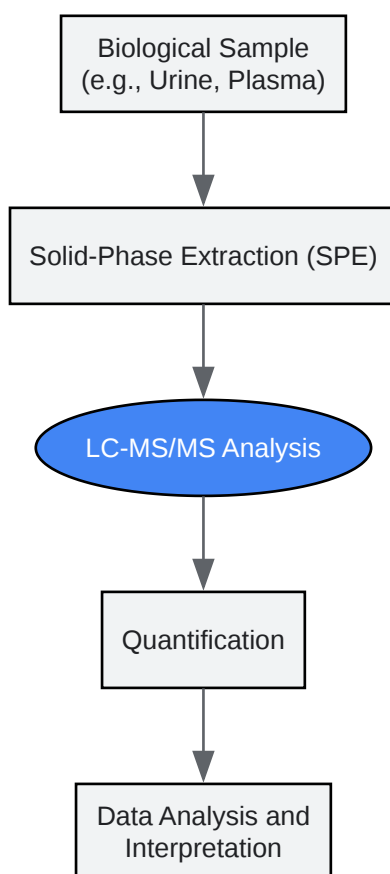 Biological Sample
(e.g., Urine, Plasma)
Solid-Phase Extraction (SPE)
LC-MS/MS Analysis
Quantification
Data Analysis and
Interpretation